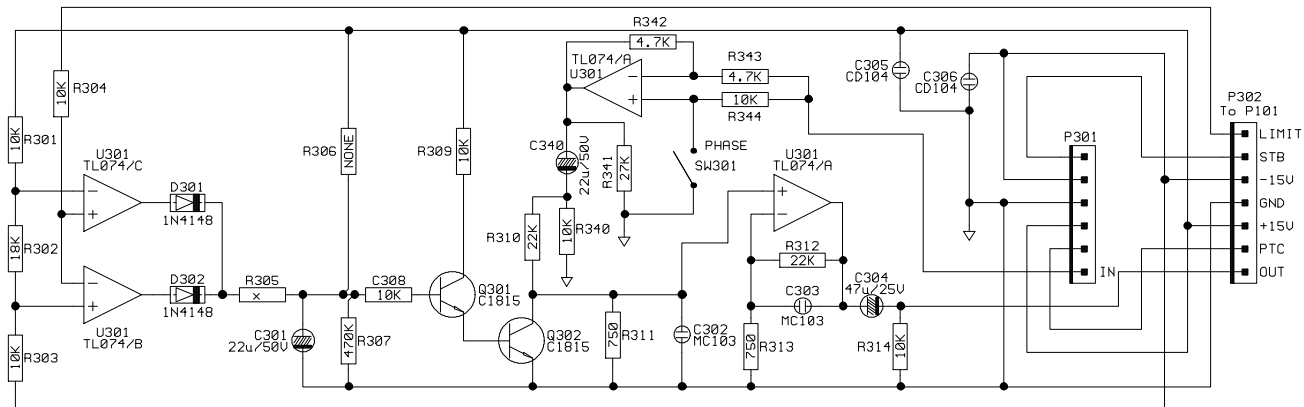 R342
4.7K
TL074/A
U301
R343
4.7K
10K
R344
C305
CD104
C306
CD104
P302
To P101
LIMIT
STB
-15V
GND
+15V
PTC
OUT
P301
IN
10K
R304
10K
R301
U301
TL074/C
-
+
D301
1N4148
18K
R302
-
+
D302
1N4148
U301
TL074/B
10K
R303
R305
x
C301
22u/50V
R306
NONE
470K
R307
C308
10K
R309
10K
Q301
C1815
Q302
C1815
C340
22u/50V
R341
27K
PHASE
SW301
-
+
R310
22K
10K
R340
U301
TL074/A
+
-
R312
22K
C303
MC103
C304
47u/25V
750
R311
C302
MC103
750
R313
R314
10K